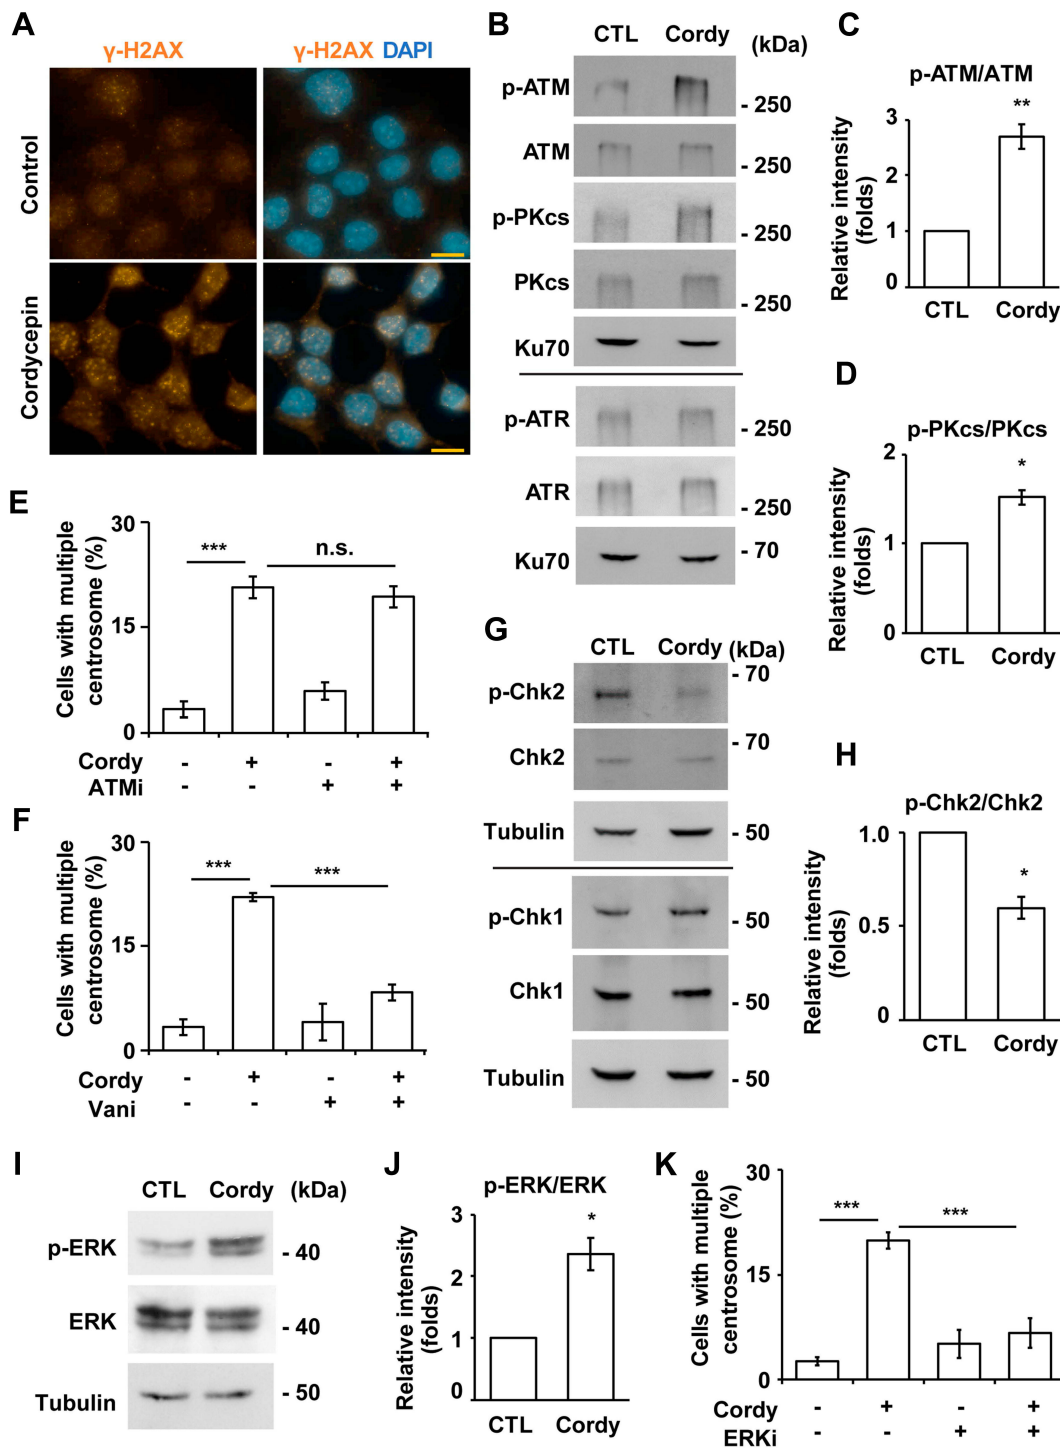 A
γ-H2AX
γ-H2AX DAPI
Control
Cordycepin
B
CTL Cordy (kDa)
p-ATM - 250
ATM - 250
p-PKcs - 250
PKcs - 250
Ku70
p-ATR - 250
ATR - 250
Ku70 - 70
C
p-ATM/ATM
**
Relative intensity
(folds)
3
2
1
0
CTL Cordy
D
p-PKcs/PKcs
*
Relative intensity
(folds)
2
1
0
CTL Cordy
E
Cells with multiple
centrosome (%)
30
15
0
*** n.s.
Cordy - + - +
ATMi - - + +
F
Cells with multiple
centrosome (%)
30
15
0
*** ***
Cordy - + - +
Vani - - + +
G
CTL Cordy (kDa)
- 70
p-Chk2
- 70
Chk2
Tubulin - 50
p-Chk1 - 50
Chk1 - 50
Tubulin - 50
H
p-Chk2/Chk2
*
Relative intensity
(folds)
1.0
0.5
0
CTL Cordy
I
CTL Cordy (kDa)
p-ERK - 40
ERK - 40
Tubulin - 50
J
p-ERK/ERK
*
Relative intensity
(folds)
3
2
1
0
CTL Cordy
K
Cells with multiple
centrosome (%)
30
15
0
*** ***
Cordy - + - +
ERKi - - + +